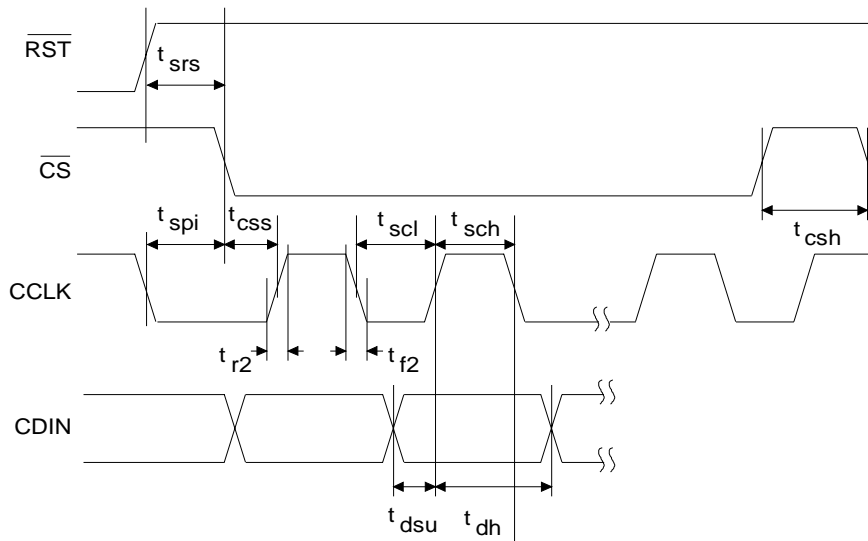 RST
t srs
CS
t spi
t css
t scl
t sch
t csh
CCLK
t r2
t f2
CDIN
t dsu
t dh